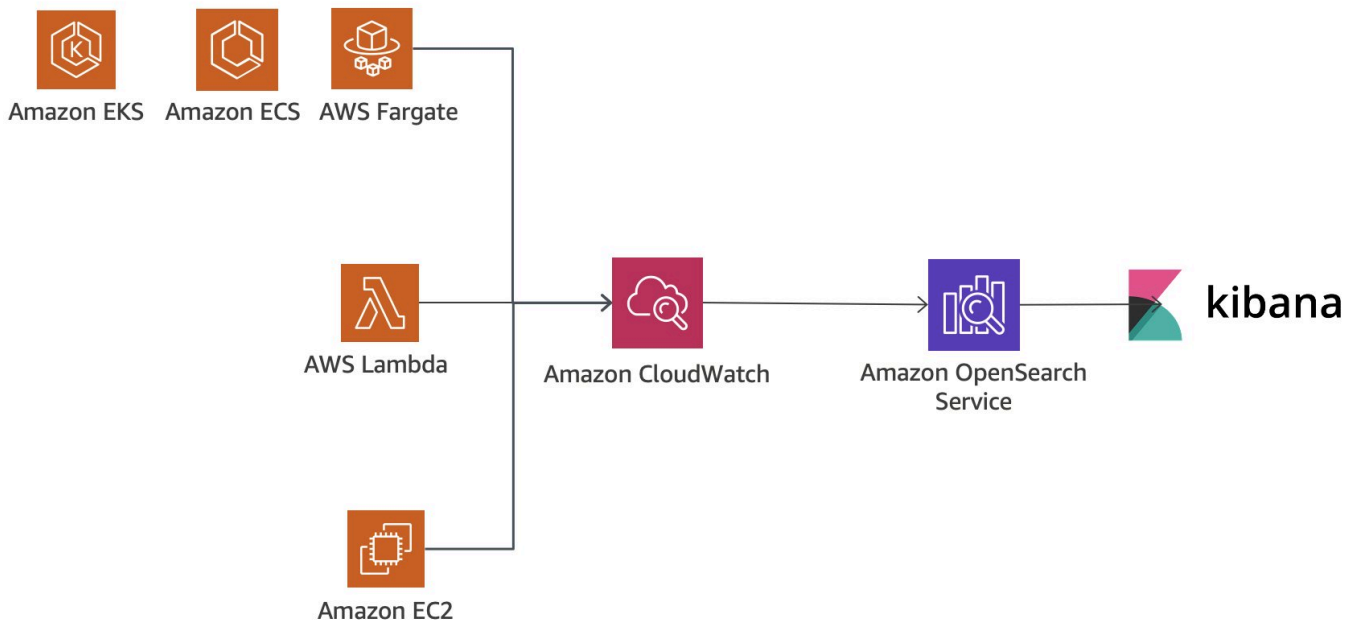 Amazon EKS
Amazon ECS
AWS Fargate
AWS Lambda
Amazon CloudWatch
Amazon OpenSearch
Service
kibana
Amazon EC2